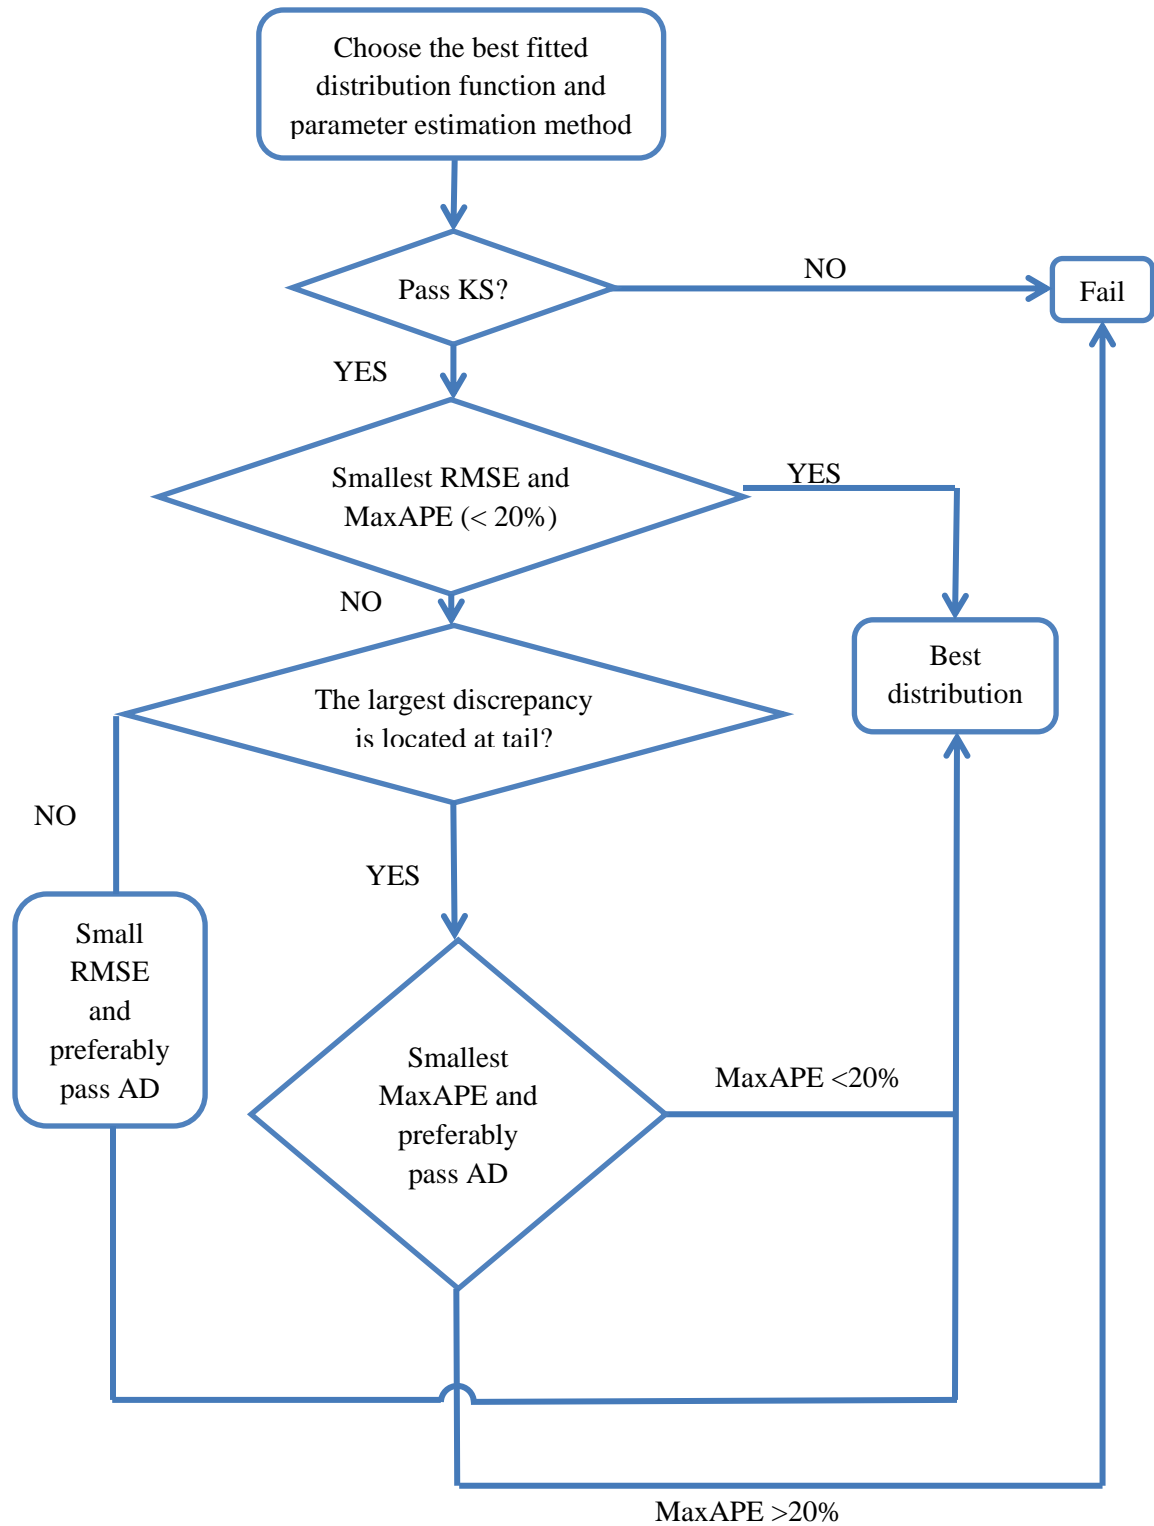 Choose the best fitted
distribution function and
parameter estimation method
Pass KS?
NO
Fail
YES
Smallest RMSE and
MaxAPE (< 20%)
YES
NO
Best
distribution
The largest discrepancy
is located at tail?
NO
YES
Small
RMSE
and
preferably
pass AD
Smallest
MaxAPE and
preferably
pass AD
MaxAPE <20%
MaxAPE >20%